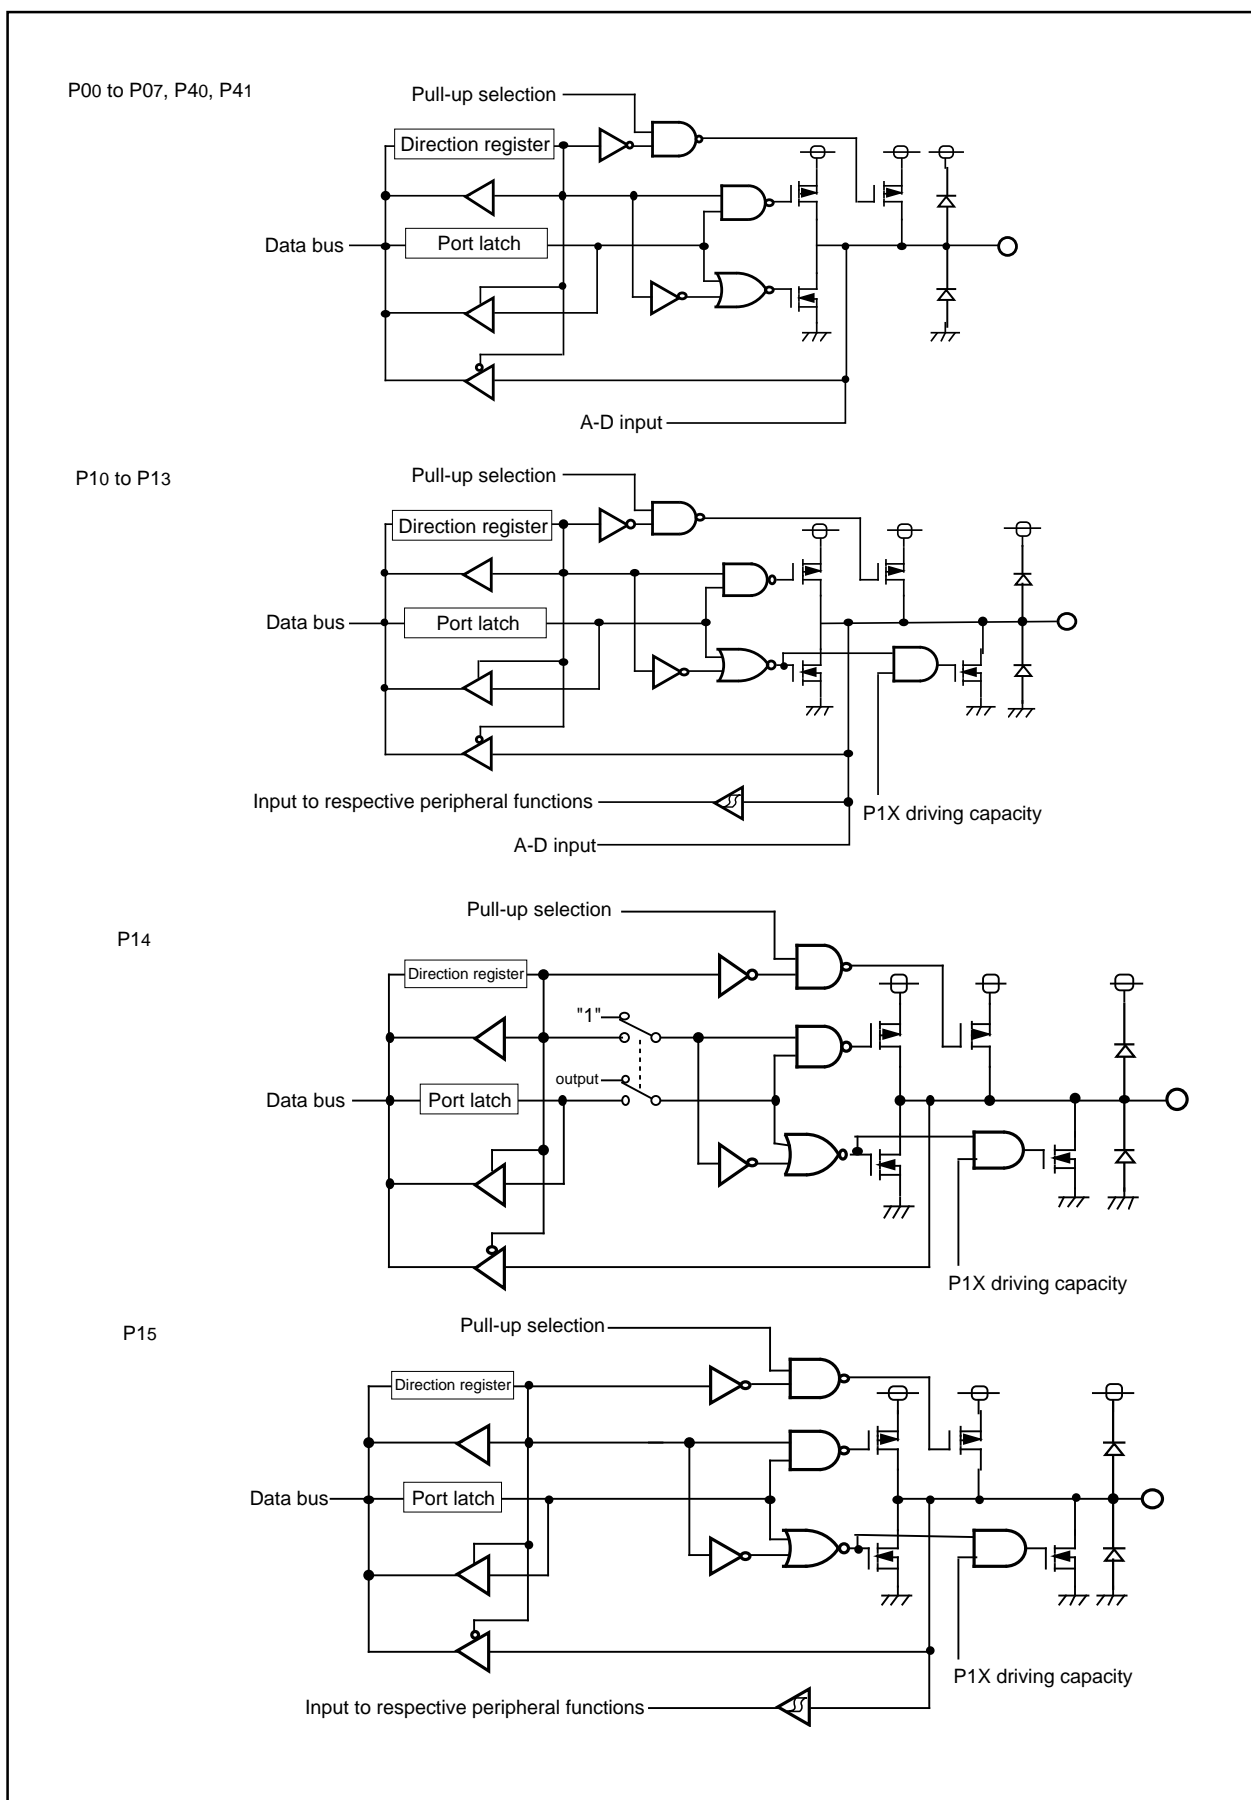 P00 to P07, P40, P41
Pull-up selection
Direction register
Data bus
Port latch
A-D input
P10 to P13
Pull-up selection
Direction register
Data bus
Port latch
Input to respective peripheral functions
P1X driving capacity
A-D input
Pull-up selection
P14
Direction register
"1"
output
Data bus
Port latch
P1X driving capacity
P15
Pull-up selection
Direction register
Data bus
Port latch
P1X driving capacity
Input to respective peripheral functions